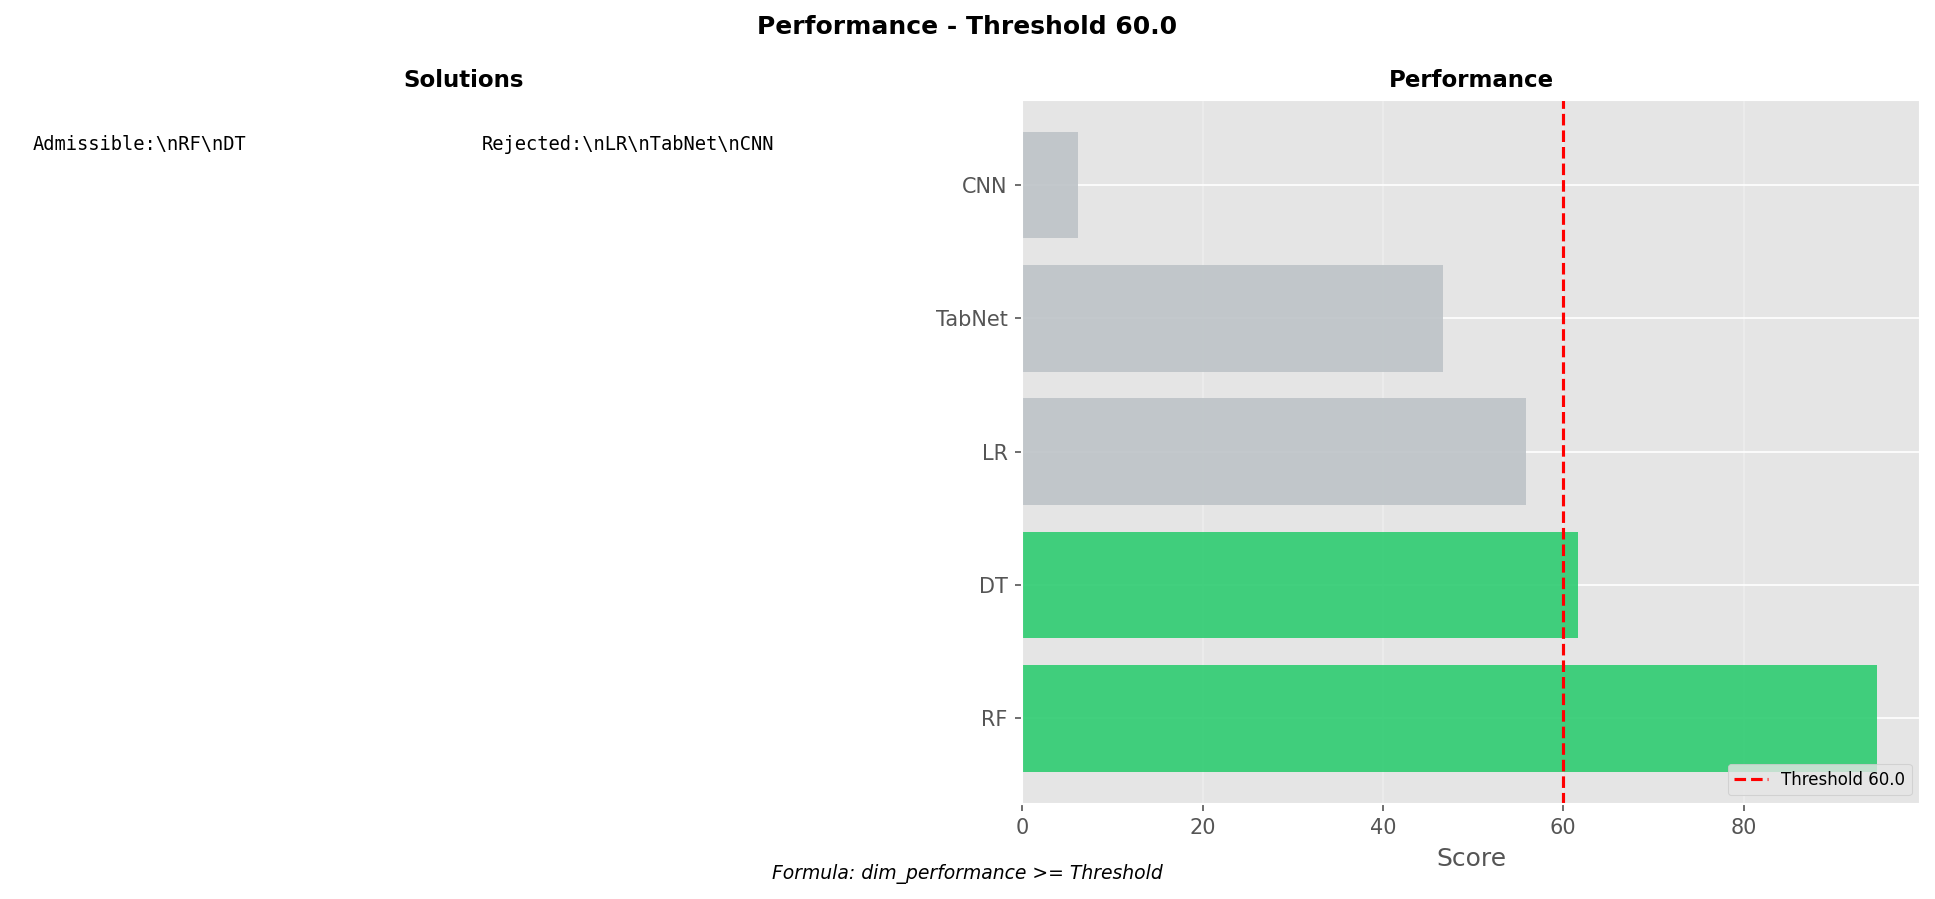 Performance - Threshold 60.0
Solutions
Admissible:\nRF\nDT
Rejected:\nLR\nTabNet\nCNN
Performance
CNN
TabNet
LR
DT
RF
Threshold 60.0
0 20 40 60 80
Score
Formula: dim_performance >= Threshold